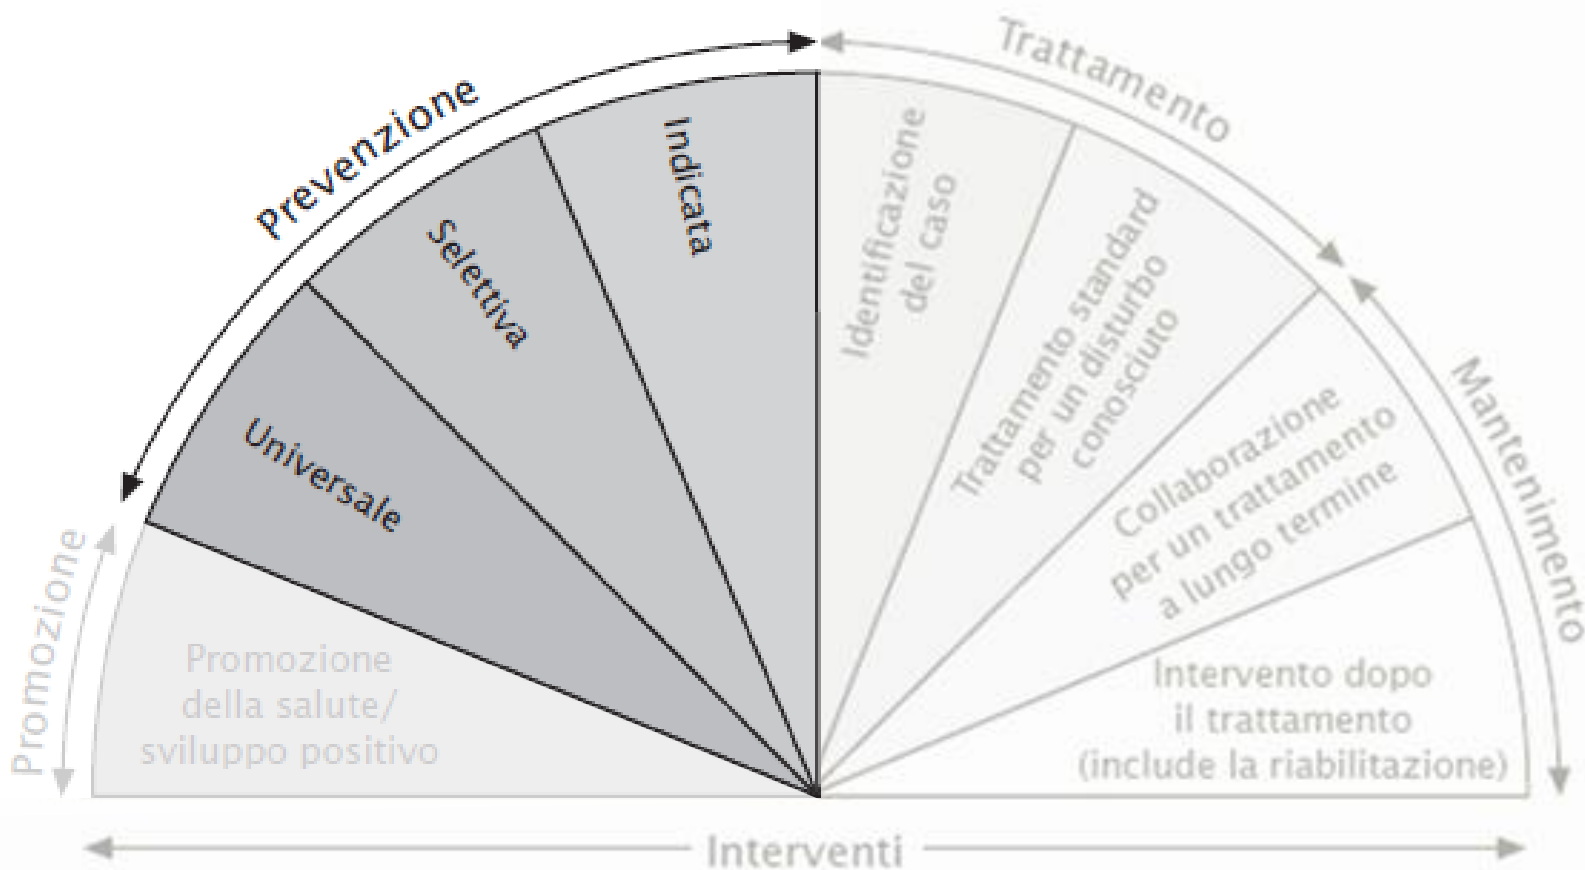 Promozione
Promozione
della salute/
sviluppo positivo
Prevenzione
Universale
Selettiva
Indicata
Trattamento
Identificazione
del caso
Trattamento standard
per un disturbo
conosciuto
Mantenimento
Collaborazione
per un trattamento
a lungo termine
Intervento dopo
il trattamento
(include la riabilitazione)
Interventi